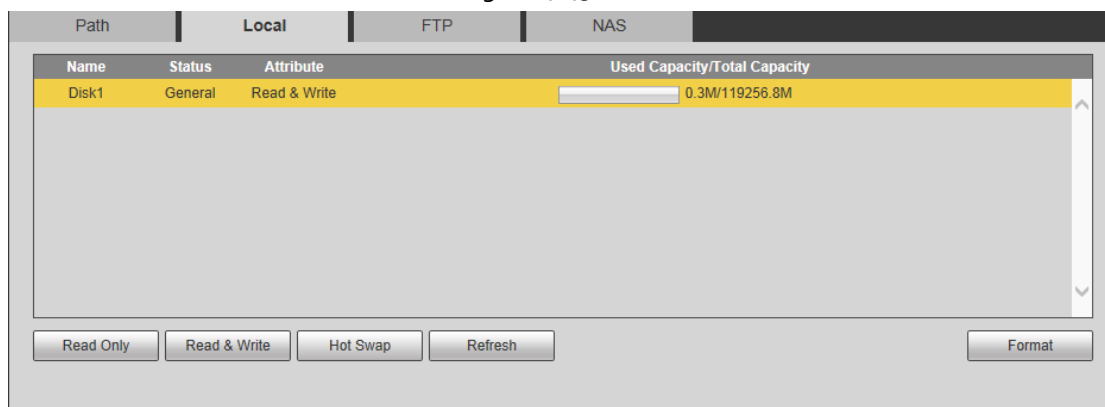 Path Local FTP NAS
Name Status Attribute Used Capacity/Total Capacity
Disk1 General Read & Write 0.3M/119256.8M
Read Only Read & Write Hot Swap Refresh Format